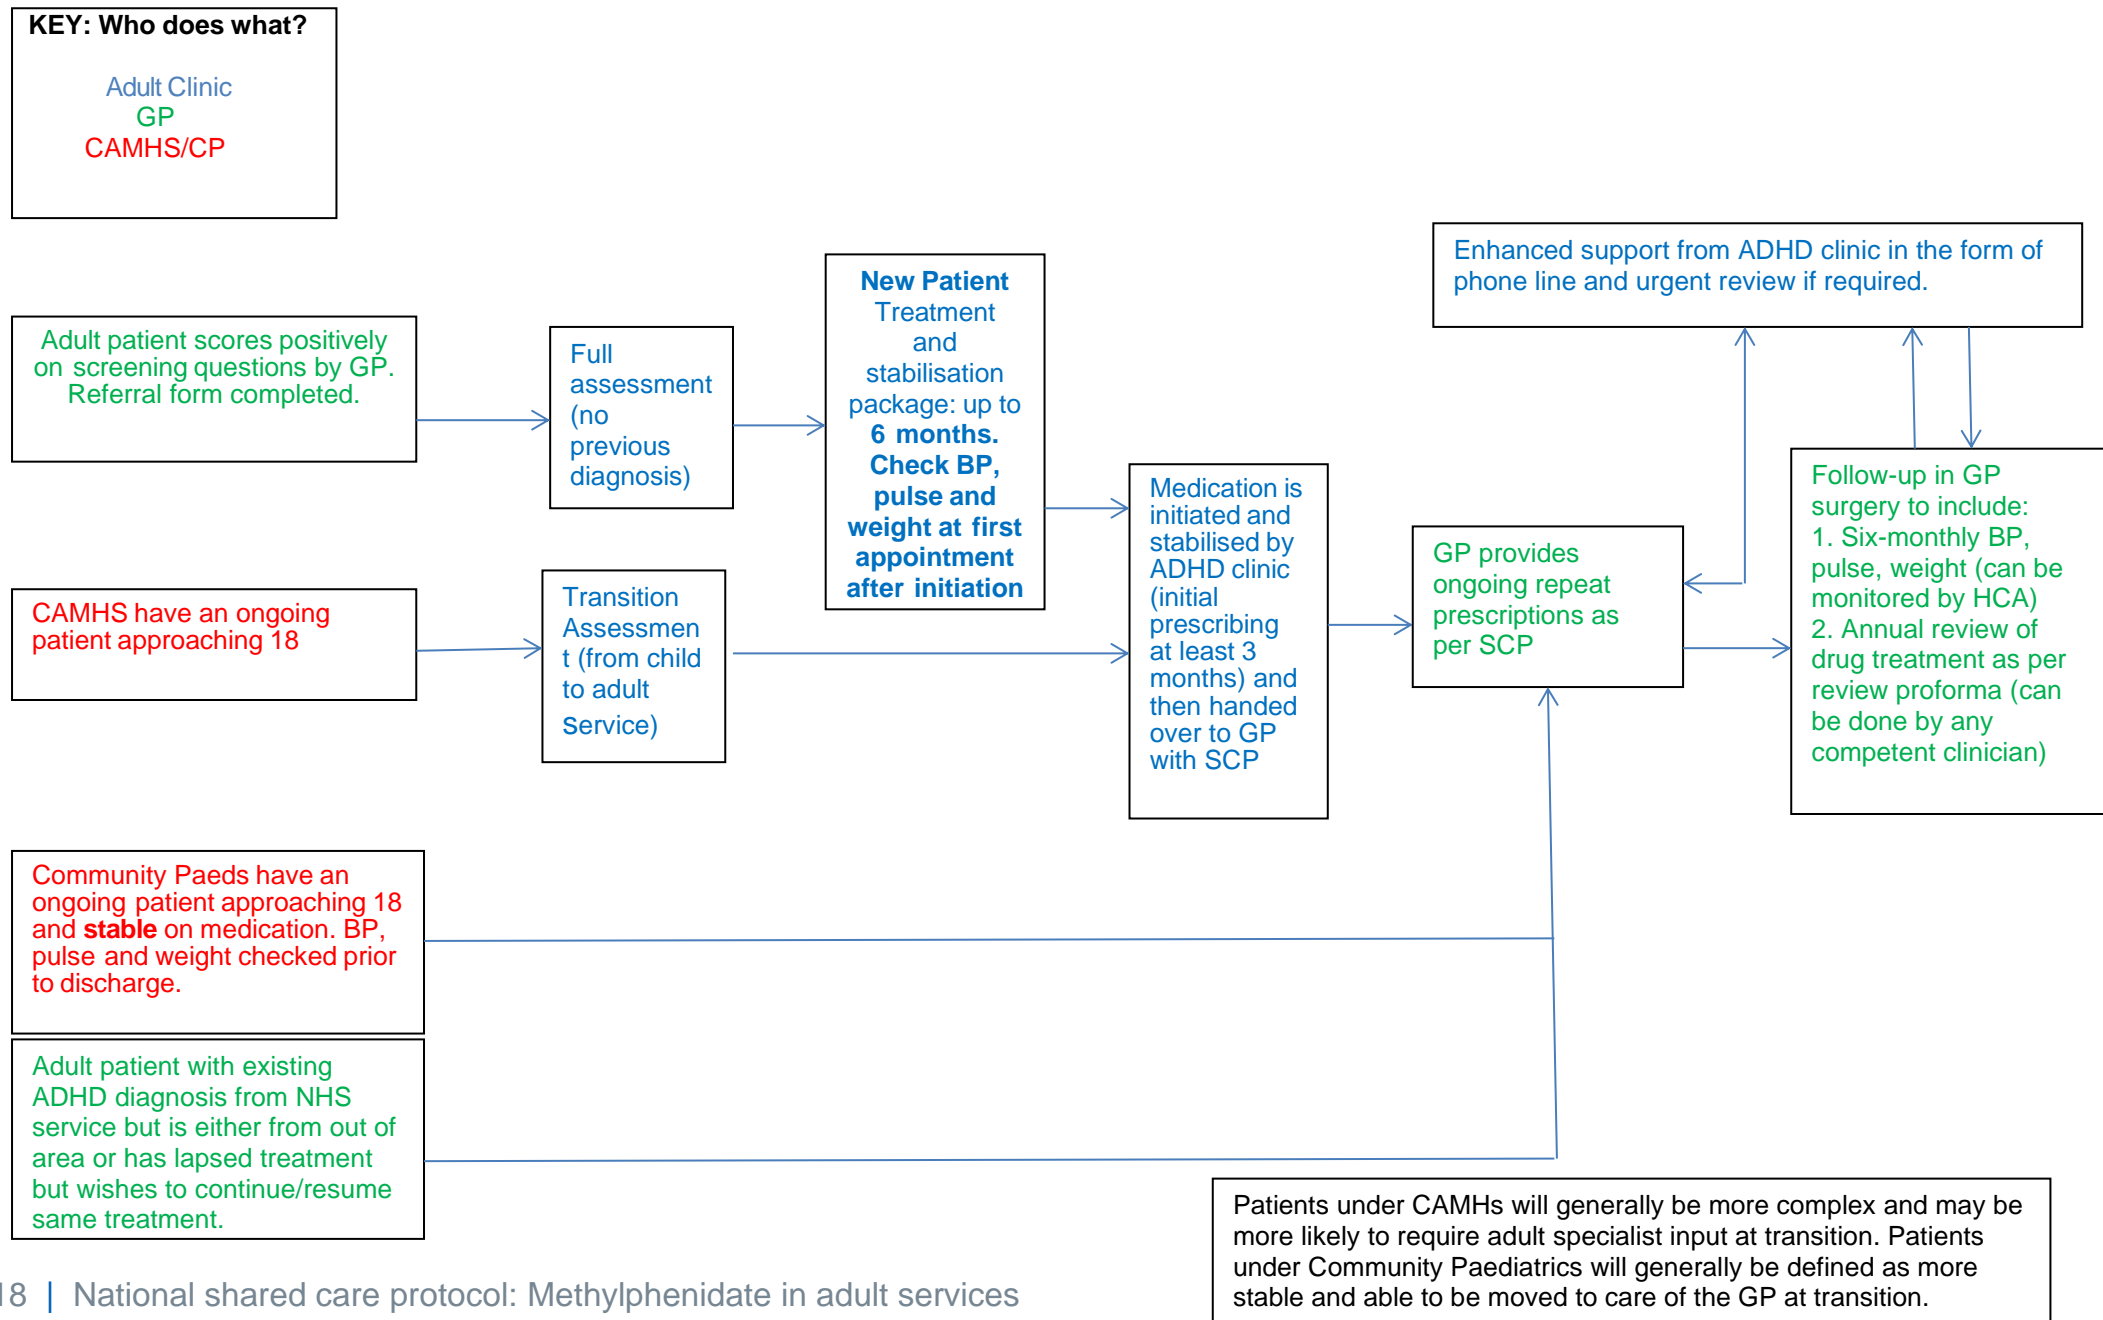 KEY: Who does what?
Adult Clinic
GP
CAMHS/CP
Enhanced support from ADHD clinic in the form of
phone line and urgent review if required.
Adult patient scores positively
on screening questions by GP.
Referral form completed.
Full
assessment
(no
previous
diagnosis)
New Patient
Treatment
and
stabilisation
package: up to
6 months.
Check BP,
pulse and
weight at first
appointment
after initiation
CAMHS have an ongoing
patient approaching 18
Transition
Assessmen
t (from child
to adult
service)
Medication is
initiated and
stabilised by
ADHD clinic
(initial
prescribing
at least 3
months) and
then handed
over to GP
with SCP
GP provides
ongoing repeat
prescriptions as
per SCP
Follow-up in GP
surgery to include:
1. Six-monthly BP,
pulse, weight (can be
monitored by HCA)
2. Annual review of
drug treatment as per
review proforma (can
be done by any
competent clinician)
Community Paeds have an
ongoing patient approaching 18
and stable on medication. BP,
pulse and weight checked prior
to discharge.
Adult patient with existing
ADHD diagnosis from NHS
service but is either from out of
area or has lapsed treatment
but wishes to continue/resume
same treatment.
Patients under CAMHs will generally be more complex and may be
more likely to require adult specialist input at transition. Patients
under Community Paediatrics will generally be defined as more
stable and able to be moved to care of the GP at transition.
18 | National shared care protocol: Methylphenidate in adult services